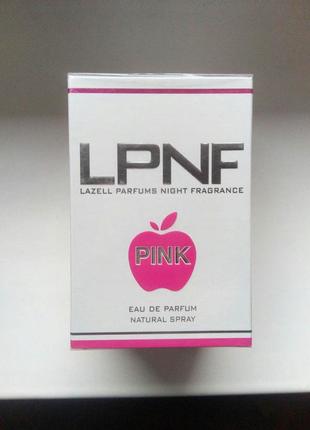 LPNF
LAZELL PARFUMS NIGHT FRAGRANCE
PINK
EAU DE PARFUM
NATURAL SPRAY